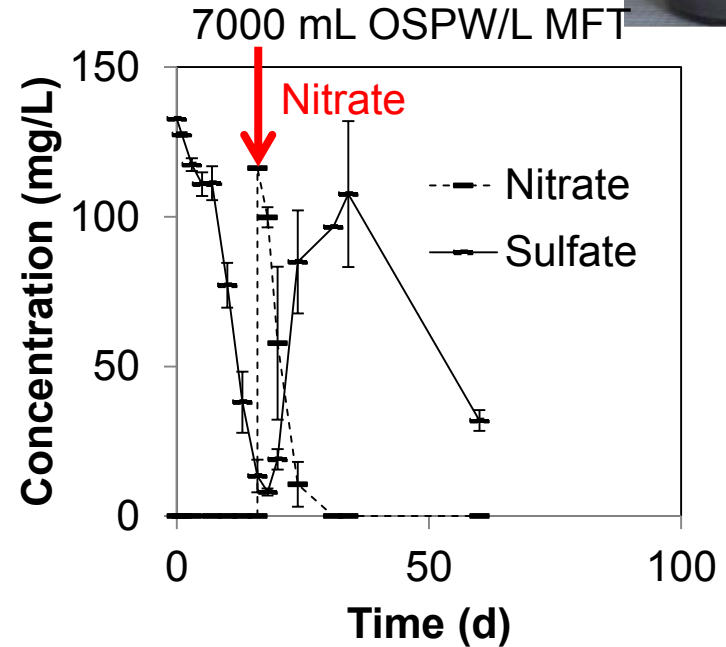 7000 mL OSPW/L MFT
Nitrate
150
100
50
0
Concentration (mg/L)
Nitrate
Sulfate
0
50
100
Time (d)